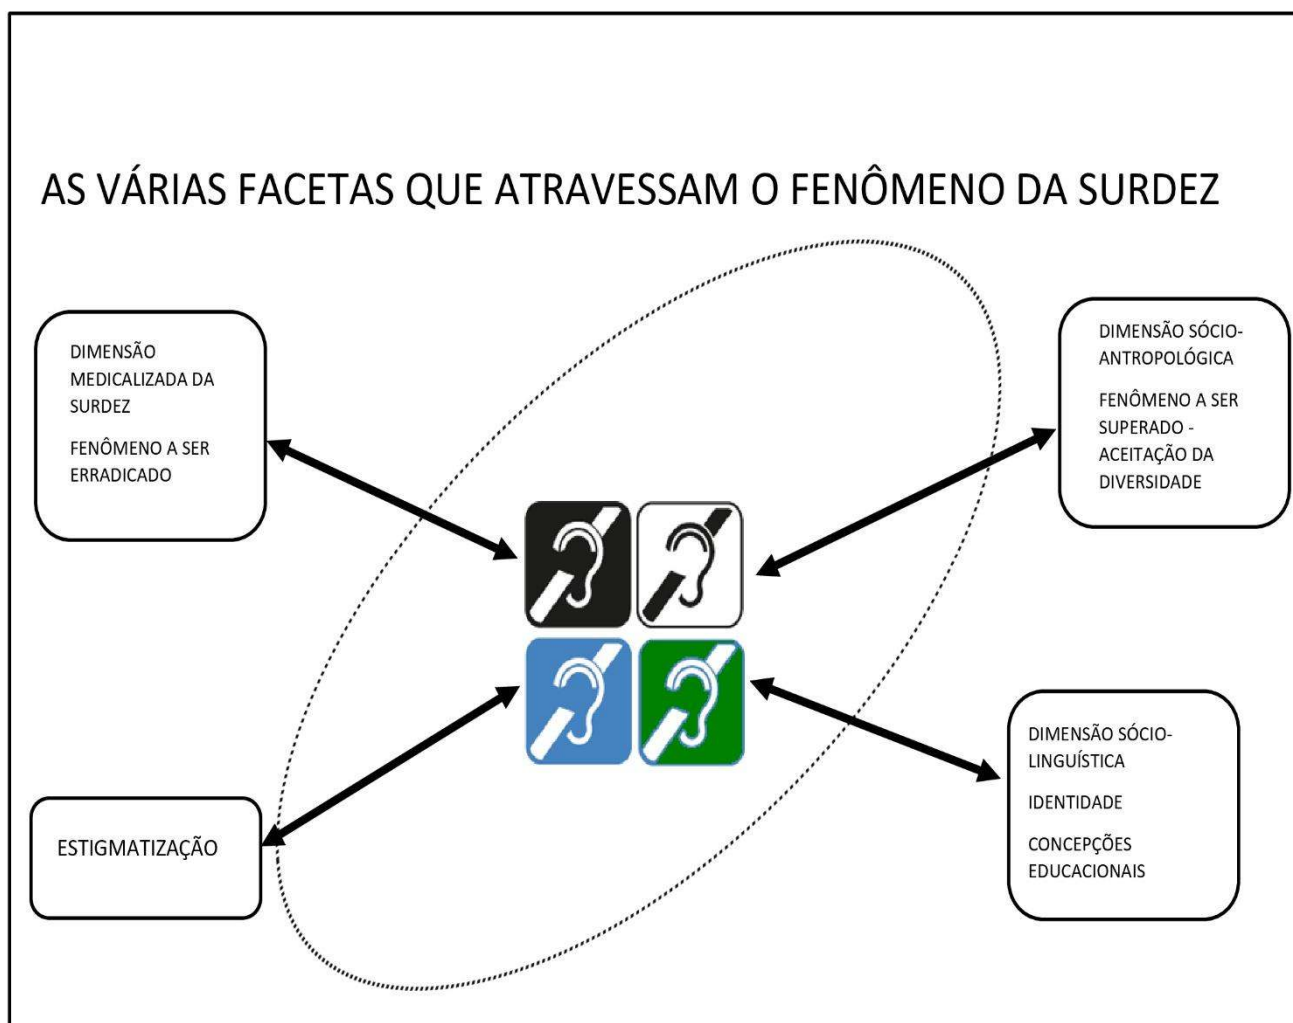 AS VÁRIAS FACETAS QUE ATRAVESSAM O FENÔMENO DA SURDEZ
DIMENSÃO
MEDICALIZADA DA
SURDEZ
FENÔMENO A SER
ERRADICADO
DIMENSÃO SÓCIO-
ANTROPOLÓGICA
FENÔMENO A SER
SUPERADO -
ACEITAÇÃO DA
DIVERSIDADE
ESTIGMATIZAÇÃO
DIMENSÃO SÓCIO-
LINGUÍSTICA
IDENTIDADE
CONCEPÇÕES
EDUCACIONAIS